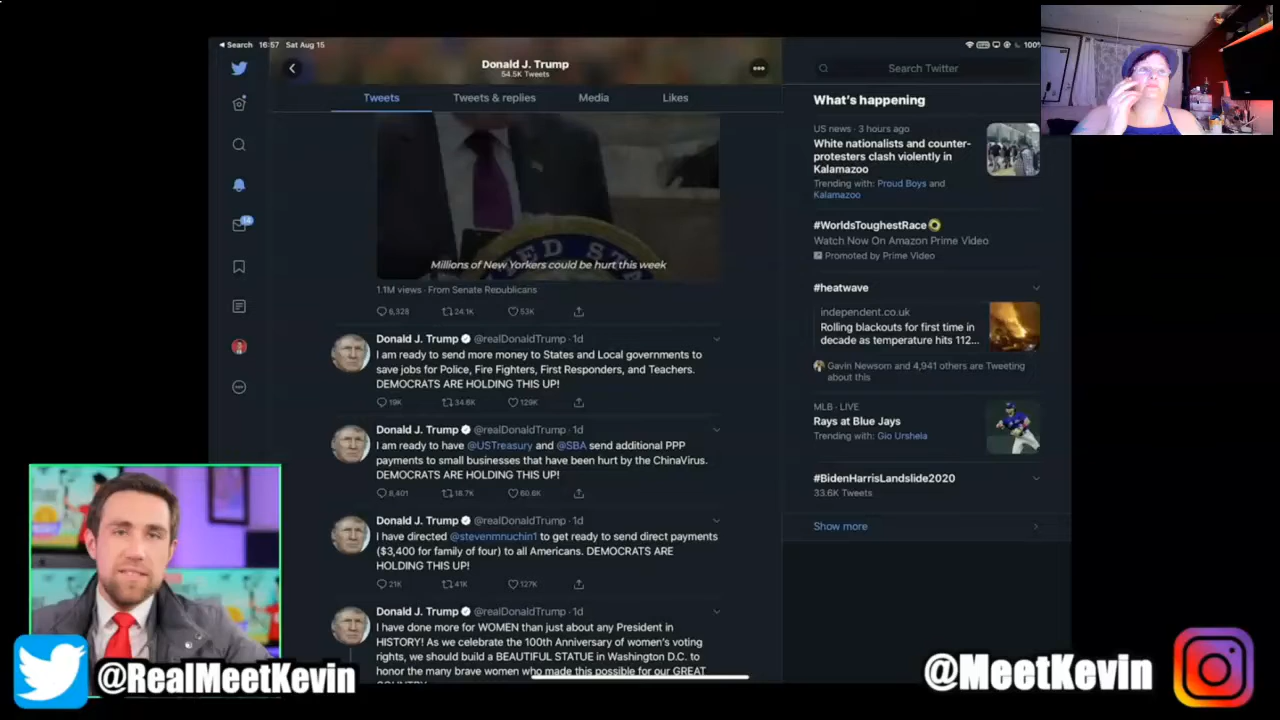 Search 16:57 Sat Aug 15
100%
Donald J. Trump
54.5K Tweets
Search Twitter
Tweets Tweets & replies Media Likes
Millions of New Yorkers could be hurt this week
1.1M views · From Senate Republicans
6,328 24.1K 53K
Donald J. Trump @realDonaldTrump · 1d
I am ready to send more money to States and Local governments to
save jobs for Police, Fire Fighters, First Responders, and Teachers.
DEMOCRATS ARE HOLDING THIS UP!
19K 34.6K 129K
Donald J. Trump @realDonaldTrump · 1d
I am ready to have @USTreasury and @SBA send additional PPP
payments to small businesses that have been hurt by the ChinaVirus.
DEMOCRATS ARE HOLDING THIS UP!
8,401 18.7K 60.6K
Donald J. Trump @realDonaldTrump · 1d
I have directed @stevenmnuchin1 to get ready to send direct payments
($3,400 for family of four) to all Americans. DEMOCRATS ARE
HOLDING THIS UP!
21K 41K 127K
Donald J. Trump @realDonaldTrump · 1d
I have done more for WOMEN than just about any President in
HISTORY! As we celebrate the 100th Anniversary of women's voting
rights, we should build a BEAUTIFUL STATUE in Washington D.C. to
honor the many brave women who made this possible for our GREAT
COUNTRY
What's happening
US news · 3 hours ago
White nationalists and counter-
protesters clash violently in
Kalamazoo
Trending with: Proud Boys and
Kalamazoo
#WorldsToughestRace
Watch Now On Amazon Prime Video
Promoted by Prime Video
#heatwave
independent.co.uk
Rolling blackouts for first time in
decade as temperature hits 112...
Gavin Newsom and 4,941 others are Tweeting
about this
MLB · LIVE
Rays at Blue Jays
Trending with: Gio Urshela
#BidenHarrisLandslide2020
33.6K Tweets
Show more
@RealMeetKevin
@MeetKevin